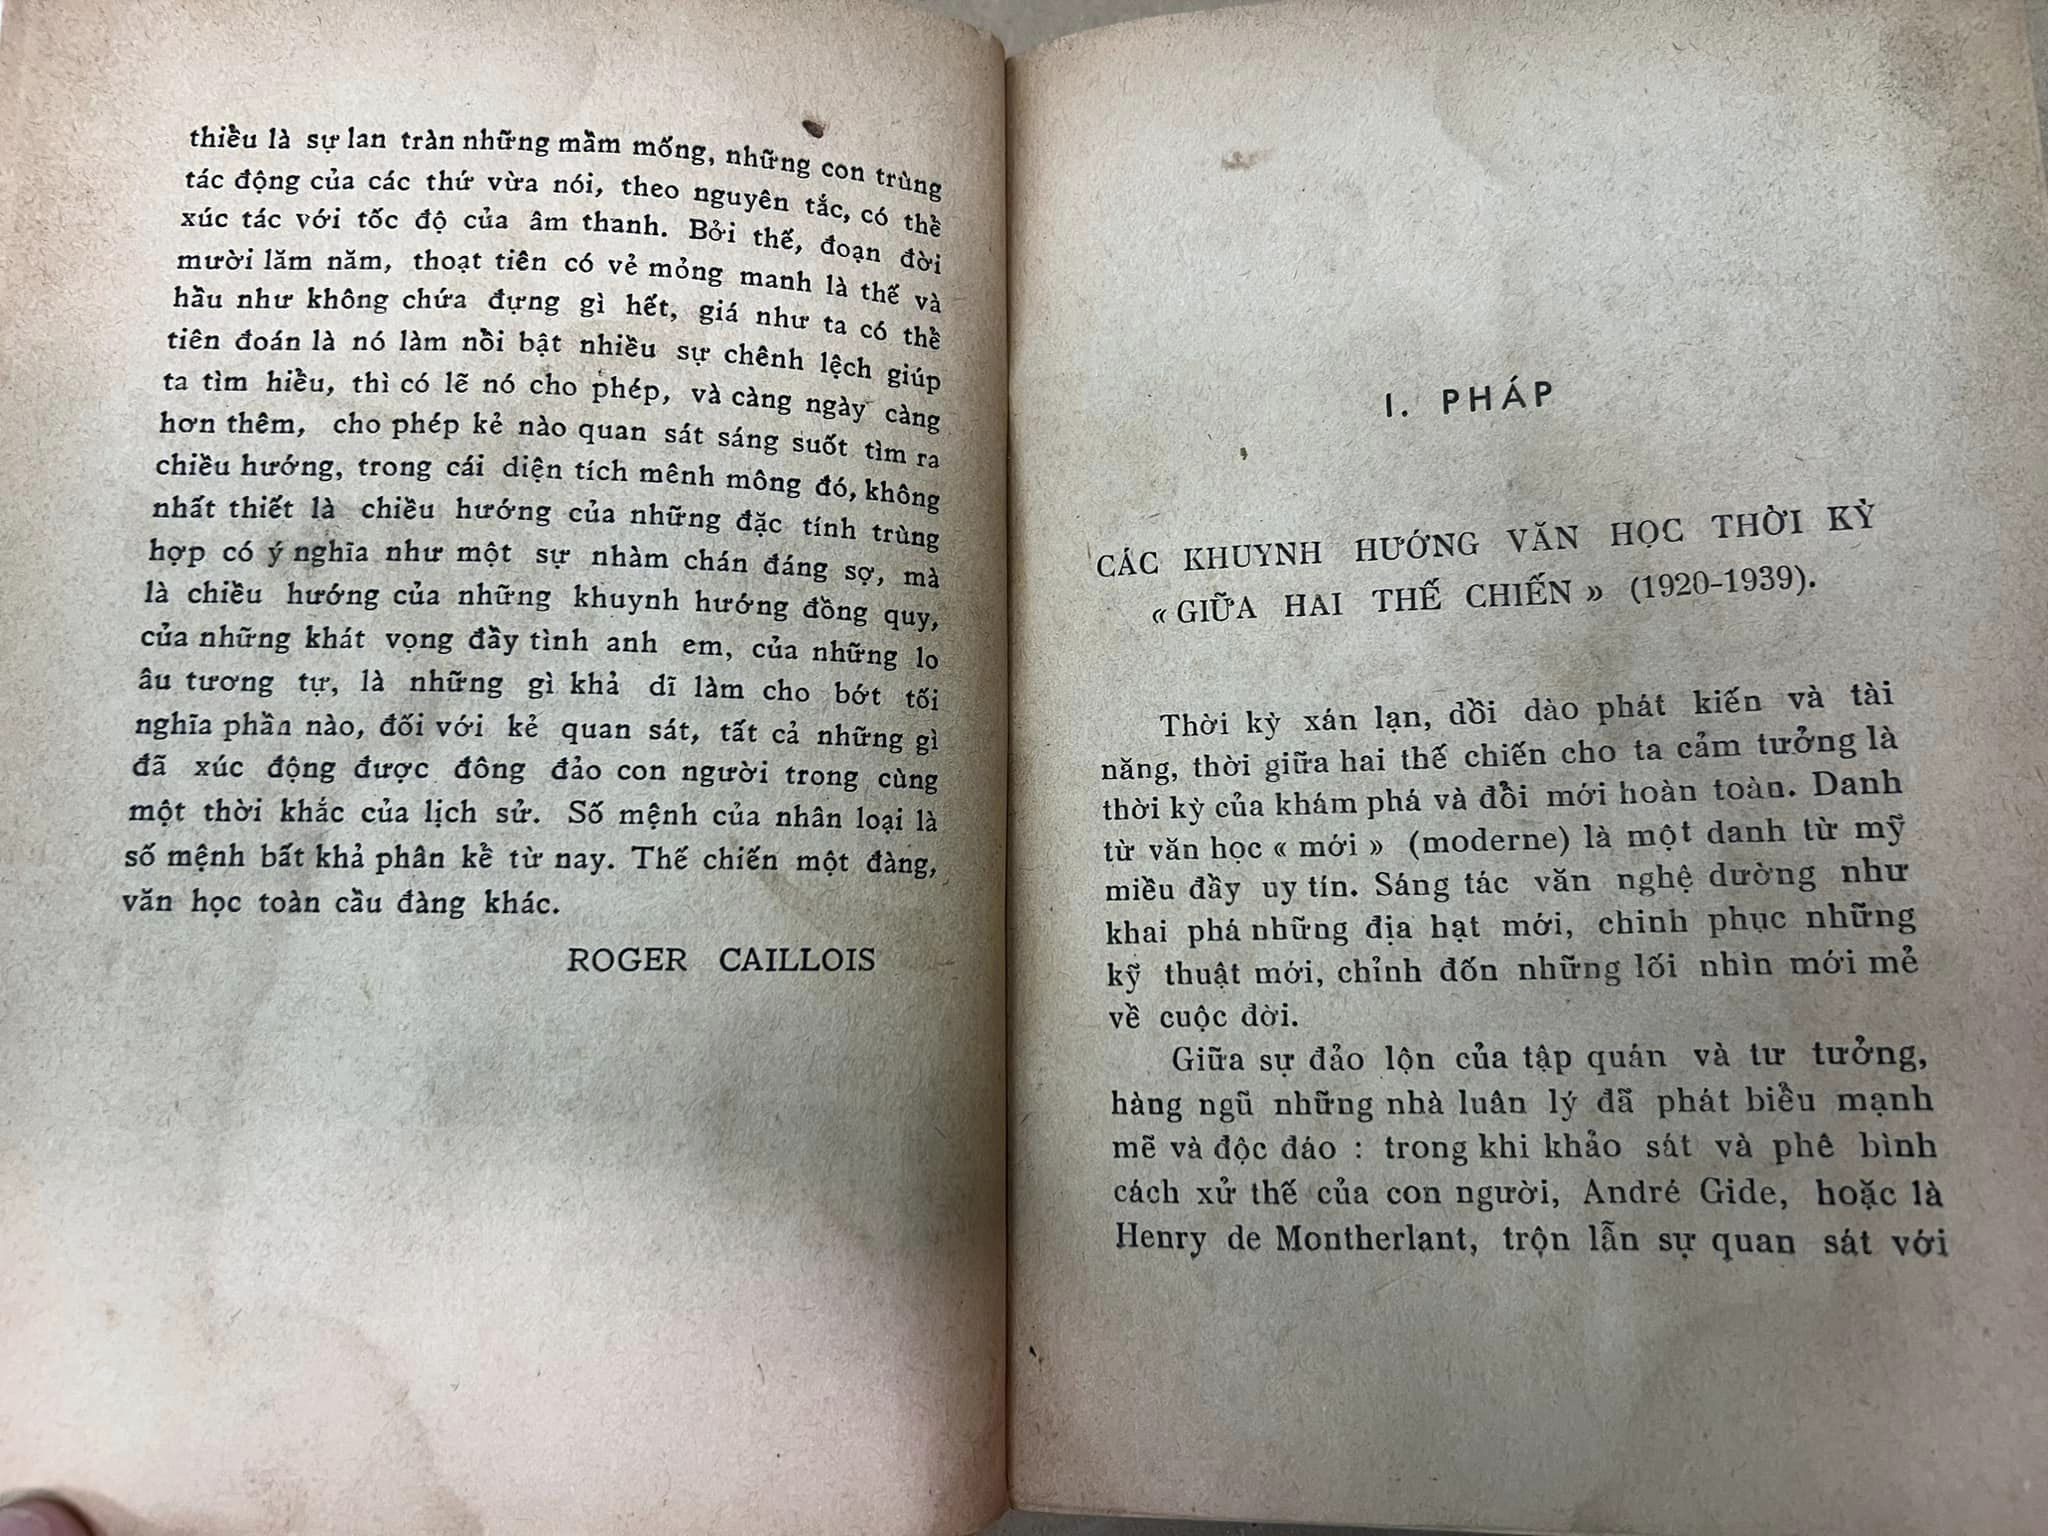 thiều là sự lan tràn những mầm mống, những con trùng
tác động của các thứ vừa nói, theo nguyên tắc, có thể
xúc tác với tốc độ của âm thanh. Bởi thế, đoạn đời
mười lăm năm, thoạt tiên có vẻ mỏng manh là thế và
hầu như không chứa đựng gì hết, giá như ta có thể
tiên đoán là nó làm nổi bật nhiều sự chênh lệch giúp
ta tìm hiểu, thì có lẽ nó cho phép, và càng ngày càng
hơn thêm, cho phép kẻ nào quan sát sáng suốt tìm ra
chiều hướng, trong cái diện tích mênh mông đó, không
nhất thiết là chiều hướng của những đặc tính trùng
hợp có ý nghĩa như một sự nhàm chán đáng sợ, mà
là chiều hướng của những khuynh hướng đồng quy,
của những khát vọng đầy tình anh em, của những lo
âu tương tự, là những gì khả dĩ làm cho bớt tối
nghĩa phần nào, đối với kẻ quan sát, tất cả những gì
đã xúc động được đông đảo con người trong cùng
một thời khắc của lịch sử. Số mệnh của nhân loại là
số mệnh bất khả phân kể từ nay. Thế chiến một đàng,
văn học toàn cầu đàng khác.
ROGER CAILLOIS
I. PHÁP
CÁC KHUYNH HƯỚNG VĂN HỌC THỜI KỲ
« GIỮA HAI THẾ CHIẾN » (1920-1939).
Thời kỳ xán lạn, dồi dào phát kiến và tài
năng, thời giữa hai thế chiến cho ta cảm tưởng là
thời kỳ của khám phá và đổi mới hoàn toàn. Danh
từ văn học « mới » (moderne) là một danh từ mỹ
miều đầy uy tín. Sáng tác văn nghệ dường như
khai phá những địa hạt mới, chinh phục những
kỹ thuật mới, chỉnh đốn những lối nhìn mới mẻ
về cuộc đời.
Giữa sự đảo lộn của tập quán và tư tưởng,
hàng ngũ những nhà luân lý đã phát biểu mạnh
mẽ và độc đáo : trong khi khảo sát và phê bình
cách xử thế của con người, André Gide, hoặc là
Henry de Montherlant, trộn lẫn sự quan sát với